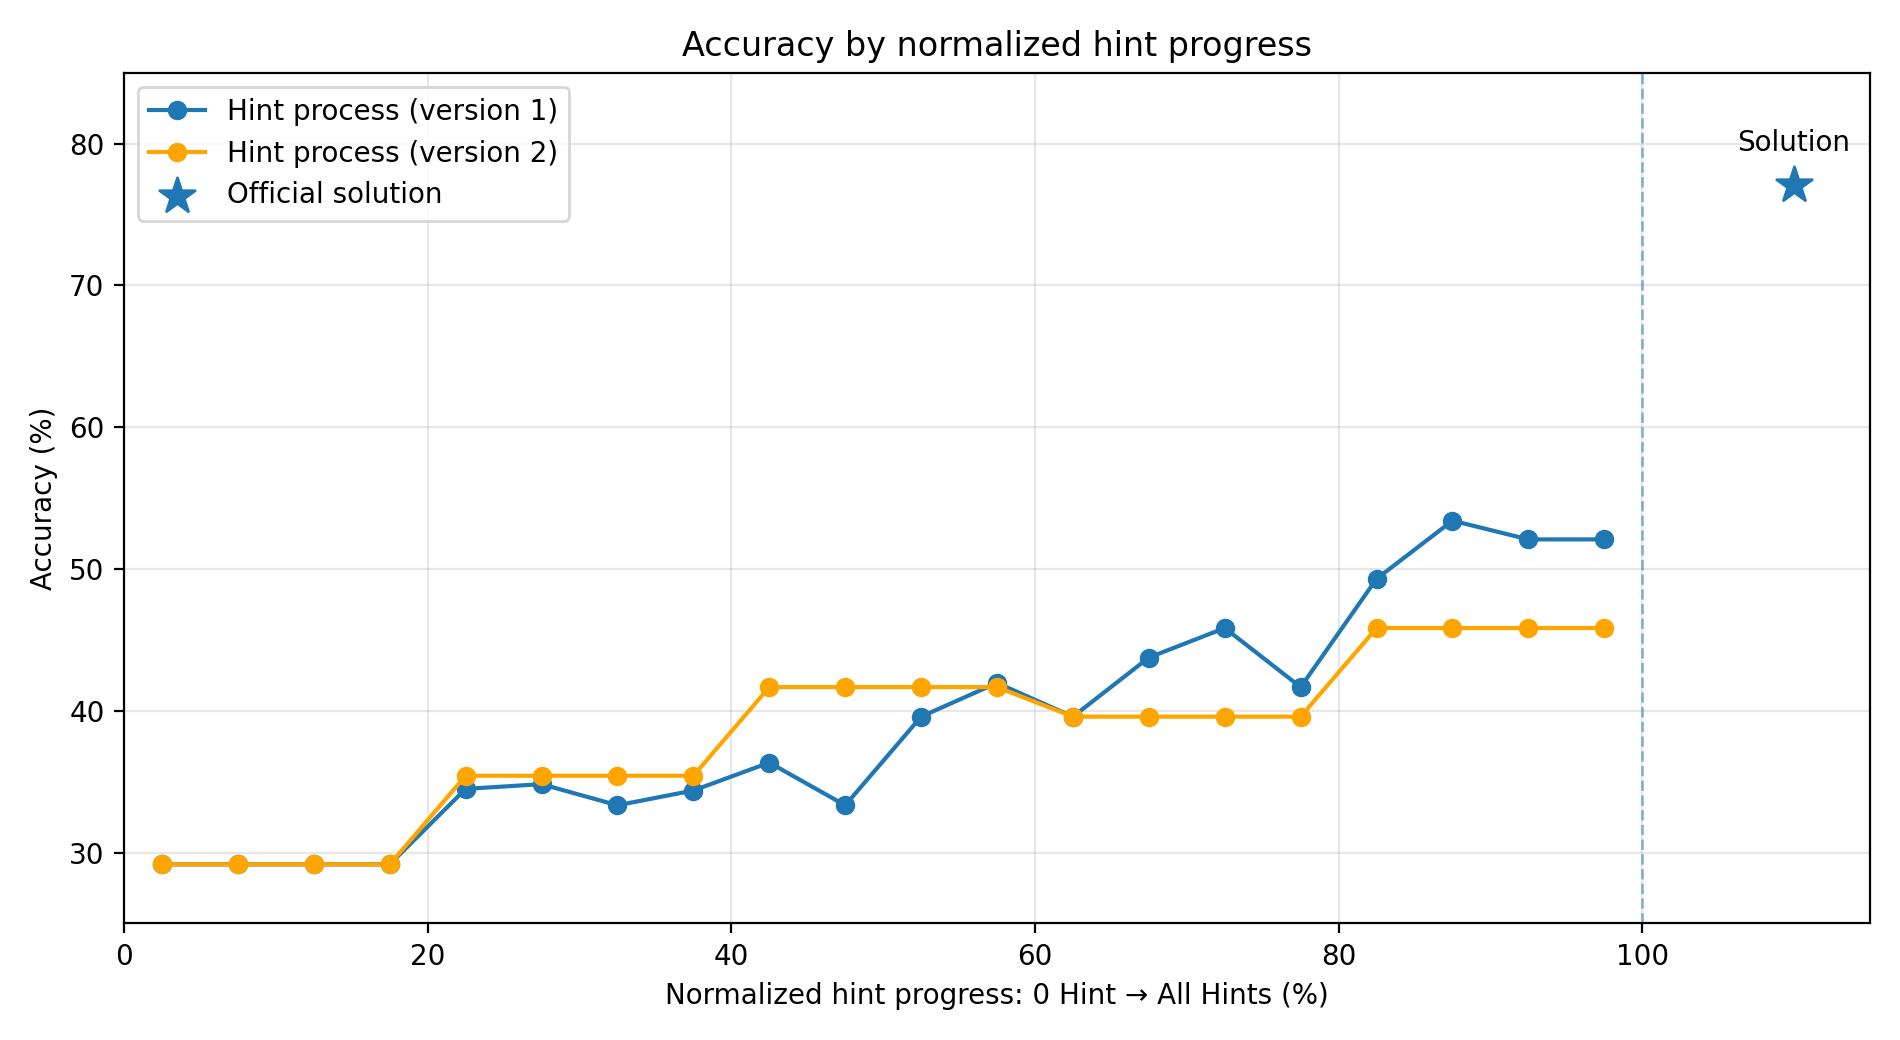 Accuracy by normalized hint progress
Hint process (version 1)
Hint process (version 2)
Official solution
Solution
Accuracy (%)
80
70
60
50
40
30
0 20 40 60 80 100
Normalized hint progress: 0 Hint → All Hints (%)